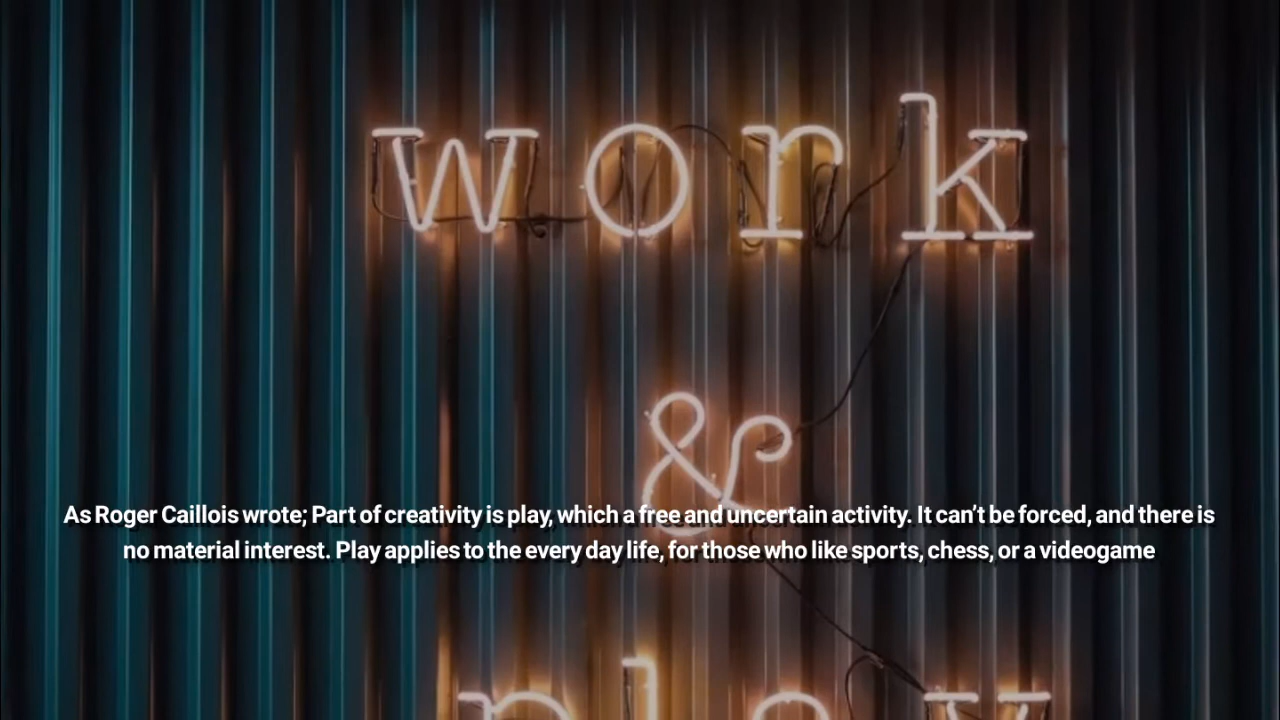 work
&
As Roger Caillois wrote; Part of creativity is play, which a free and uncertain activity. It can’t be forced, and there is
no material interest. Play applies to the every day life, for those who like sports, chess, or a videogame
play